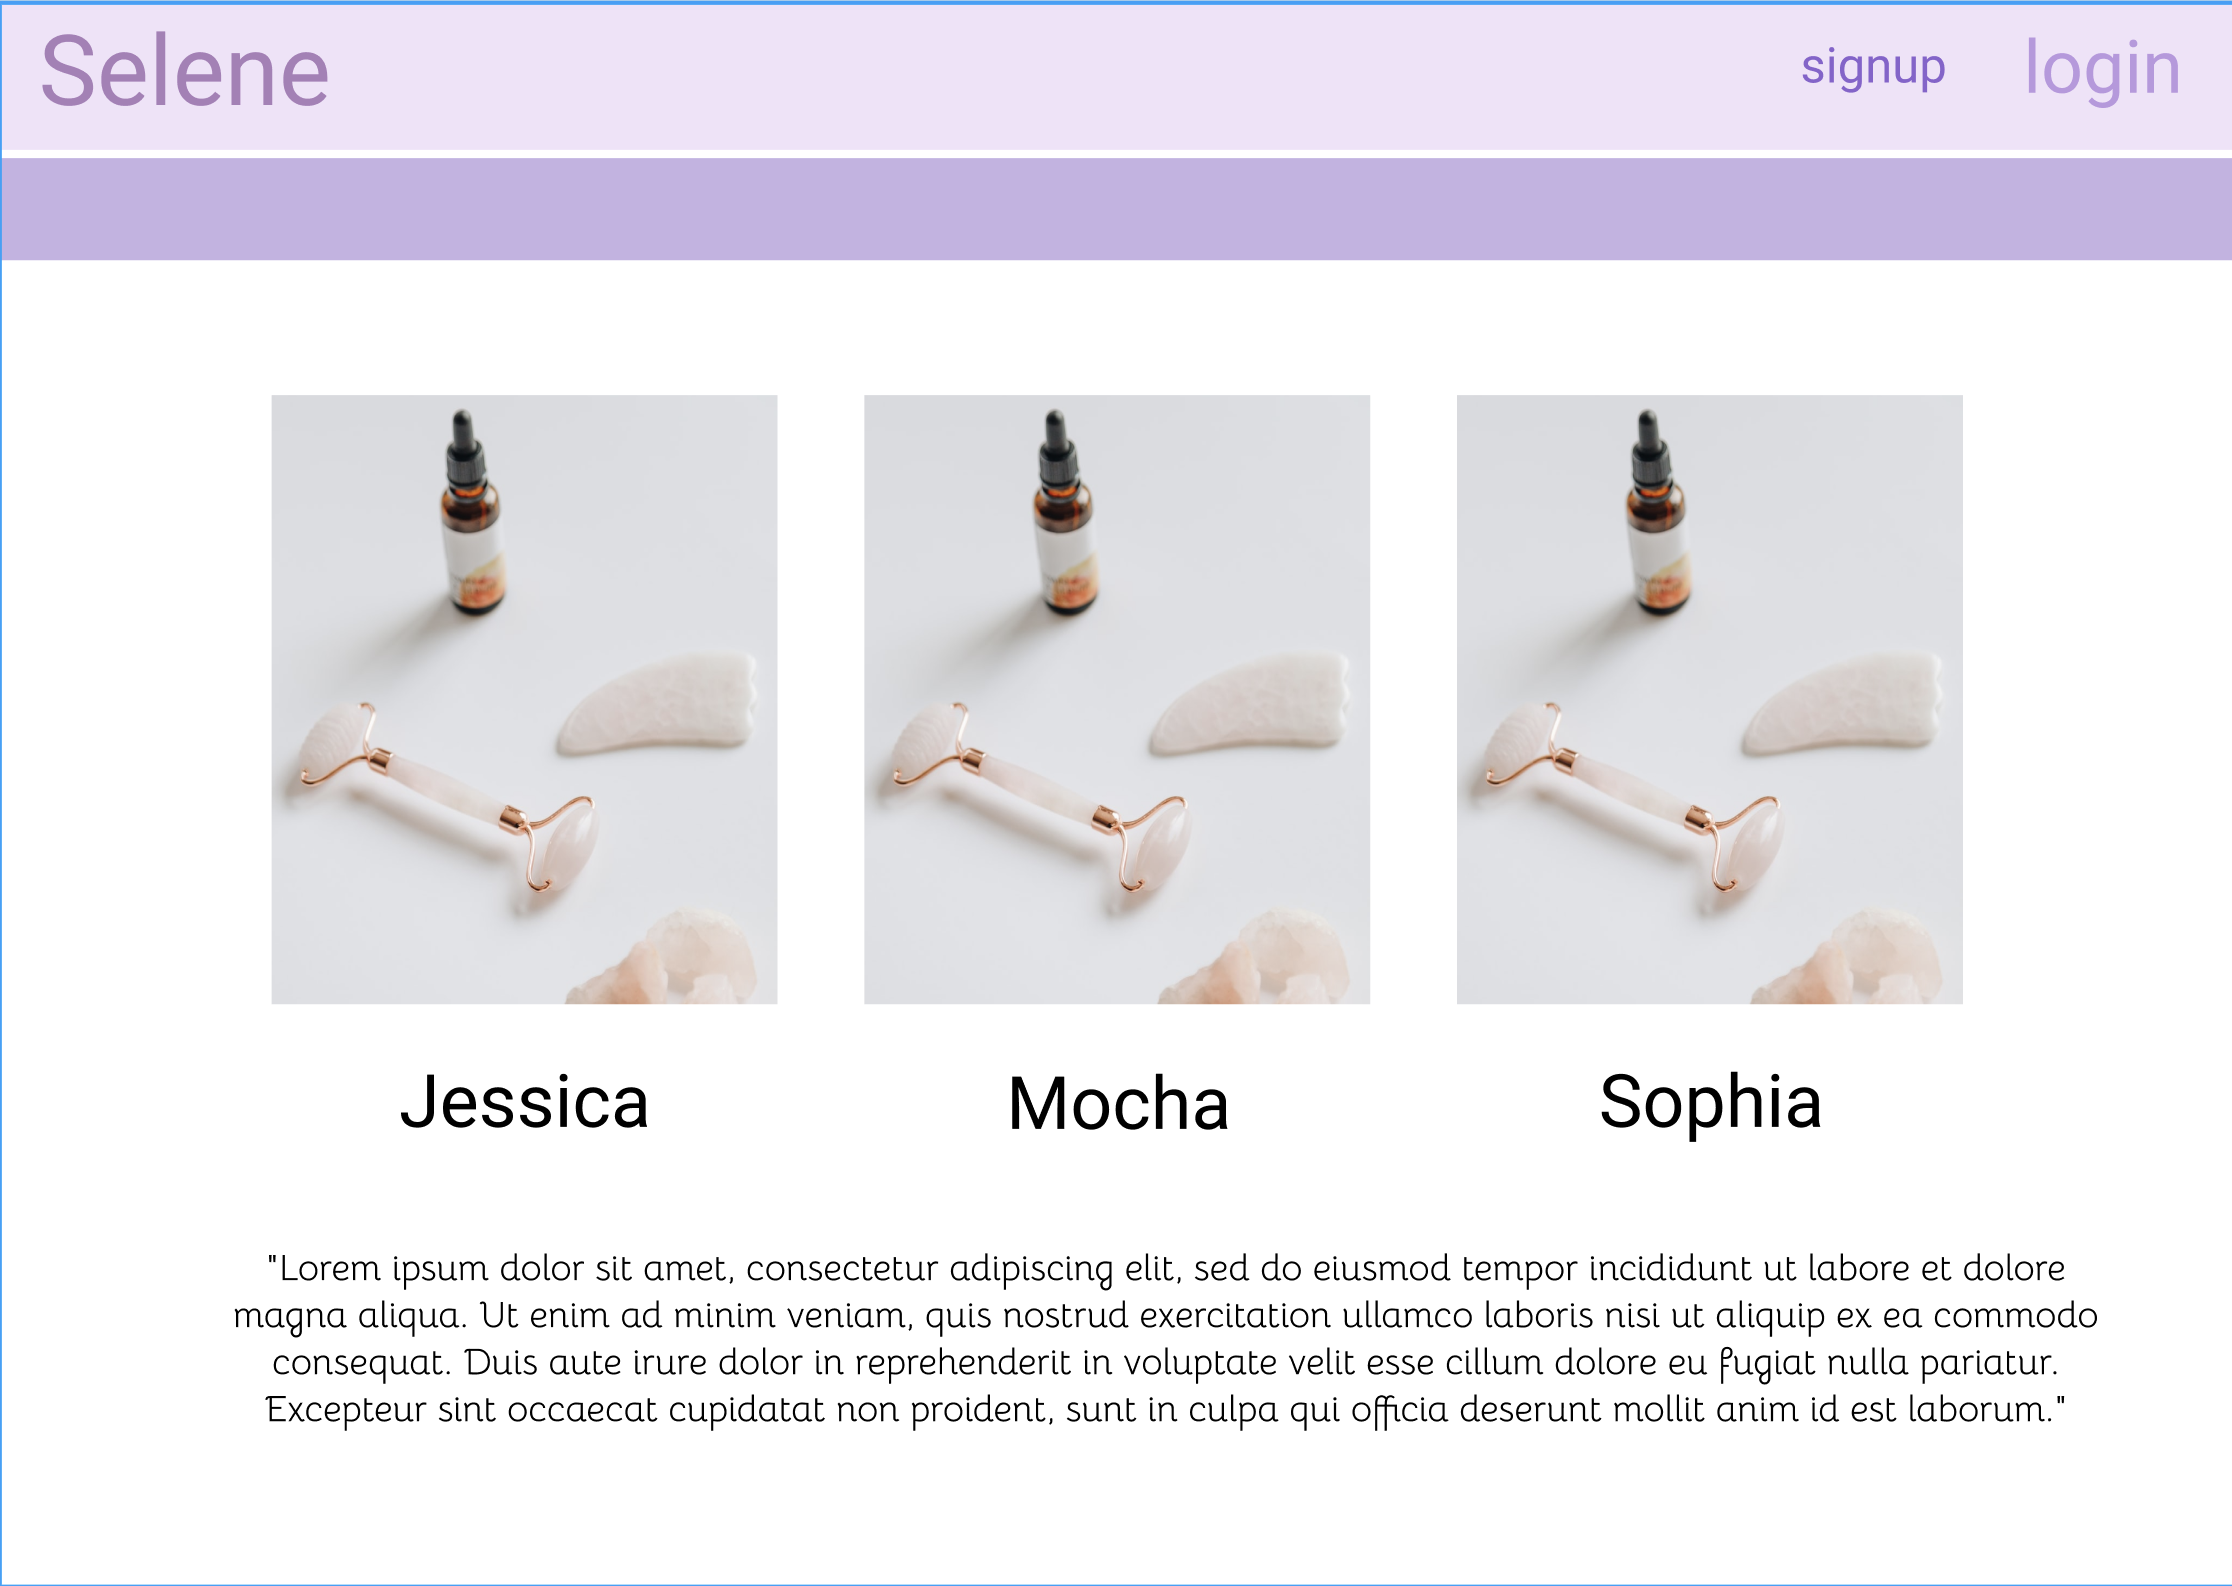 Selene
signup
login
Jessica
Mocha
Sophia
"Lorem ipsum dolor sit amet, consectetur adipiscing elit, sed do eiusmod tempor incididunt ut labore et dolore
magna aliqua. Ut enim ad minim veniam, quis nostrud exercitation ullamco laboris nisi ut aliquip ex ea commodo
consequat. Duis aute irure dolor in reprehenderit in voluptate velit esse cillum dolore eu fugiat nulla pariatur.
Excepteur sint occaecat cupidatat non proident, sunt in culpa qui officia deserunt mollit anim id est laborum."